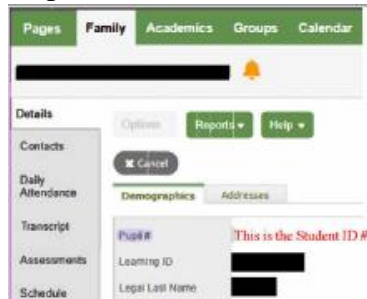 Pages Family Academics Groups Calendar
Details
Options Reports Help
Contacts
✖ Cancel
Daily
Attendance
Demographics Addresses
Transcript
Pupil # This is the Student ID #
Assessments
Learning ID
Schedule
Legal Last Name